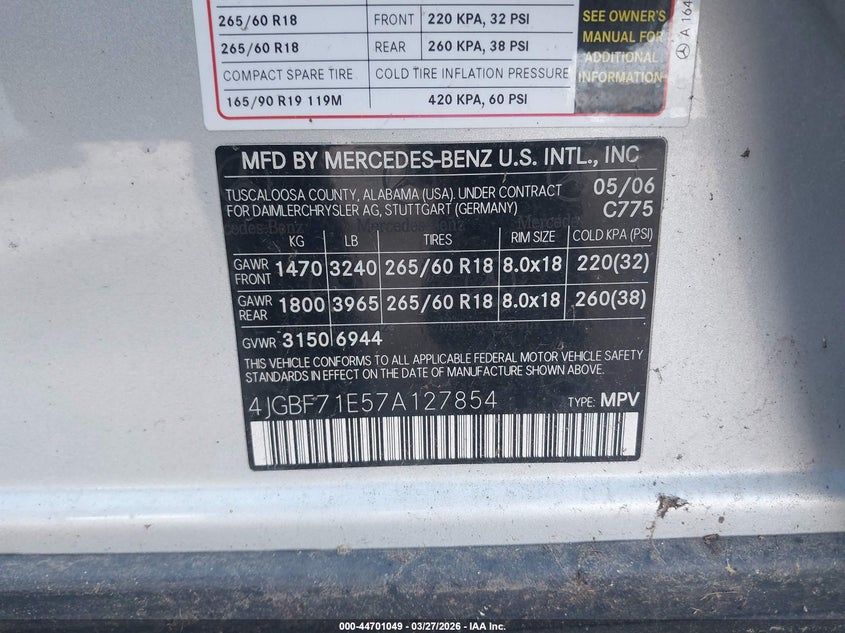 265/60 R18 FRONT 220 KPA, 32 PSI
265/60 R18 REAR 260 KPA, 38 PSI
COMPACT SPARE TIRE COLD TIRE INFLATION PRESSURE
165/90 R19 119M 420 KPA, 60 PSI
SEE OWNER'S
MANUAL FOR
ADDITIONAL
INFORMATION
A 164
MFD BY MERCEDES-BENZ U.S. INTL., INC
TUSCALOOSA COUNTY, ALABAMA (USA). UNDER CONTRACT 05/06
FOR DAIMLERCHRYSLER AG, STUTTGART (GERMANY) C775
KG LB TIRES RIM SIZE COLD KPA (PSI)
GAWR FRONT 1470 3240 265/60 R18 8.0x18 220(32)
GAWR REAR 1800 3965 265/60 R18 8.0x18 260(38)
GVWR 3150 6944
THIS VEHICLE CONFORMS TO ALL APPLICABLE FEDERAL MOTOR VEHICLE SAFETY
STANDARDS IN EFFECT ON THE DATE OF MANUFACTURE SHOWN ABOVE.
4JGBF71E57A127854 TYPE: MPV
000-44701049 — 03/27/2026 — IAA Inc.